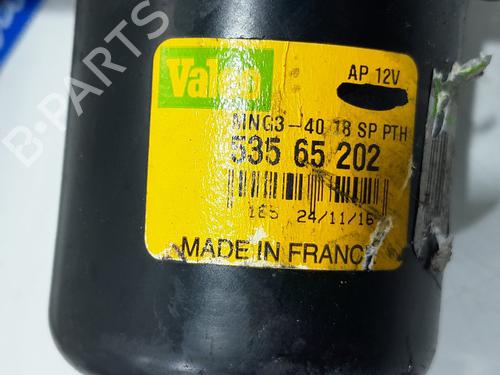 Valeo
AP 12V
MNG3-40 18 SP PTH
535 65 202
24/11/16
MADE IN FRANCE
B-PARTS